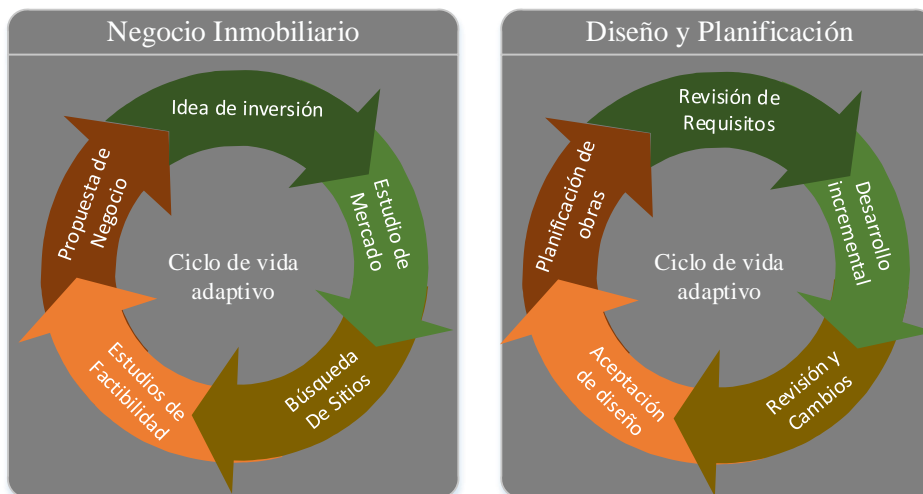 Negocio Inmobiliario
Idea de inversión
Estudio de
Mercado
Búsqueda
De Sitios
Estudios de
Factibilidad
Propuesta de
Negocio
Ciclo de vida
adaptivo
Diseño y Planificación
Revisión de
Requisitos
Desarrollo
incremental
Revisión y
Cambios
Aceptación
de diseño
Planificación de
obras
Ciclo de vida
adaptivo